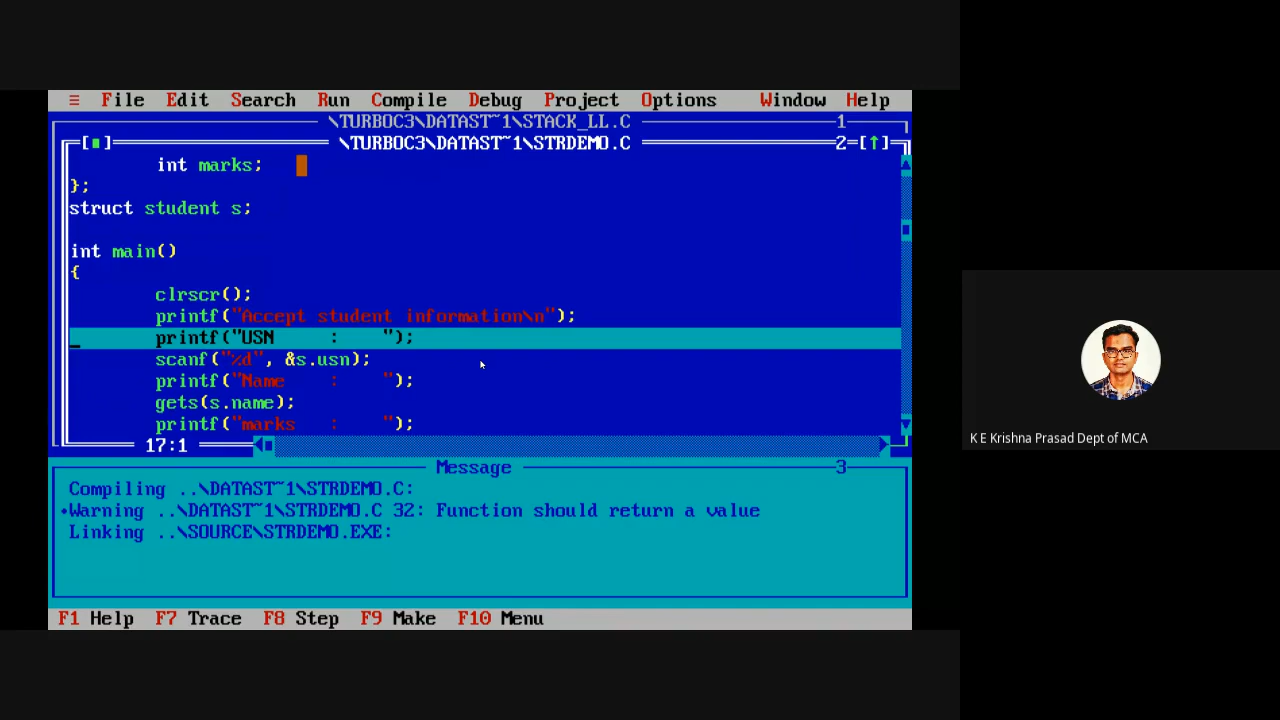 ≡ File Edit Search Run Compile Debug Project Options Window Help
\TURBOC3\DATAST~1\STACK_LL.C 1
[■] \TURBOC3\DATAST~1\STRDEMO.C 2=[↑]
int marks;
};
struct student s;
int main()
{
clrscr();
printf("Accept student information\n");
printf("USN : ");
scanf("%d", &s.usn);
printf("Name : ");
gets(s.name);
printf("marks : ");
17:1
Message 3
Compiling ..\DATAST~1\STRDEMO.C:
•Warning ..\DATAST~1\STRDEMO.C 32: Function should return a value
Linking ..\SOURCE\STRDEMO.EXE:
F1 Help F7 Trace F8 Step F9 Make F10 Menu
K E Krishna Prasad Dept of MCA